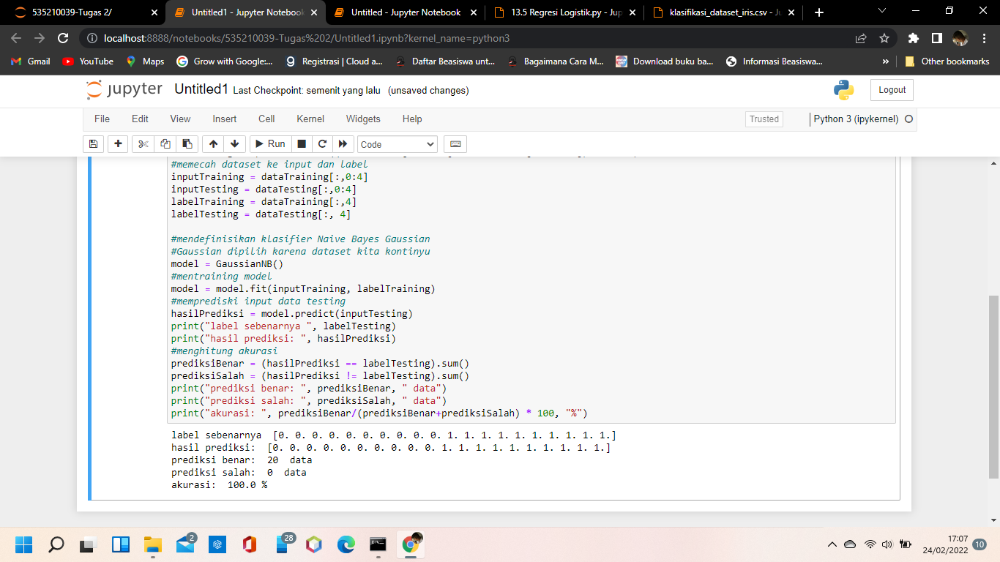 535210039-Tugas 2/
Untitled1 - Jupyter Notebook
Untitled - Jupyter Notebook
13.5 Regresi Logistik.py - Jup
klasifikasi_dataset_iris.csv - Ju
localhost:8888/notebooks/535210039-Tugas%202/Untitled1.ipynb?kernel_name=python3
Gmail YouTube Maps Grow with Google:... Registrasi | Cloud a... Daftar Beasiswa unt... Bagaimana Cara M... Download buku ba... Informasi Beasiswa... » Other bookmarks
jupyter Untitled1 Last Checkpoint: semenit yang lalu (unsaved changes) Logout
File Edit View Insert Cell Kernel Widgets Help Trusted Python 3 (ipykernel)
Run Code
#memecah dataset ke input dan label
inputTraining = dataTraining[:,0:4]
inputTesting = dataTesting[:,0:4]
labelTraining = dataTraining[:,4]
labelTesting = dataTesting[:, 4]
#mendefinisikan klasifier Naive Bayes Gaussian
#Gaussian dipilih karena dataset kita kontinyu
model = GaussianNB()
#mentraining model
model = model.fit(inputTraining, labelTraining)
#memprediski input data testing
hasilPrediksi = model.predict(inputTesting)
print("label sebenarnya ", labelTesting)
print("hasil prediksi: ", hasilPrediksi)
#menghitung akurasi
prediksiBenar = (hasilPrediksi == labelTesting).sum()
prediksiSalah = (hasilPrediksi != labelTesting).sum()
print("prediksi benar: ", prediksiBenar, " data")
print("prediksi salah: ", prediksiSalah, " data")
print("akurasi: ", prediksiBenar/(prediksiBenar+prediksiSalah) * 100, "%")
label sebenarnya  [0. 0. 0. 0. 0. 0. 0. 0. 0. 0. 1. 1. 1. 1. 1. 1. 1. 1. 1. 1.]
hasil prediksi:  [0. 0. 0. 0. 0. 0. 0. 0. 0. 0. 1. 1. 1. 1. 1. 1. 1. 1. 1. 1.]
prediksi benar:  20  data
prediksi salah:  0  data
akurasi:  100.0 %
2
28
17:07
24/02/2022
10